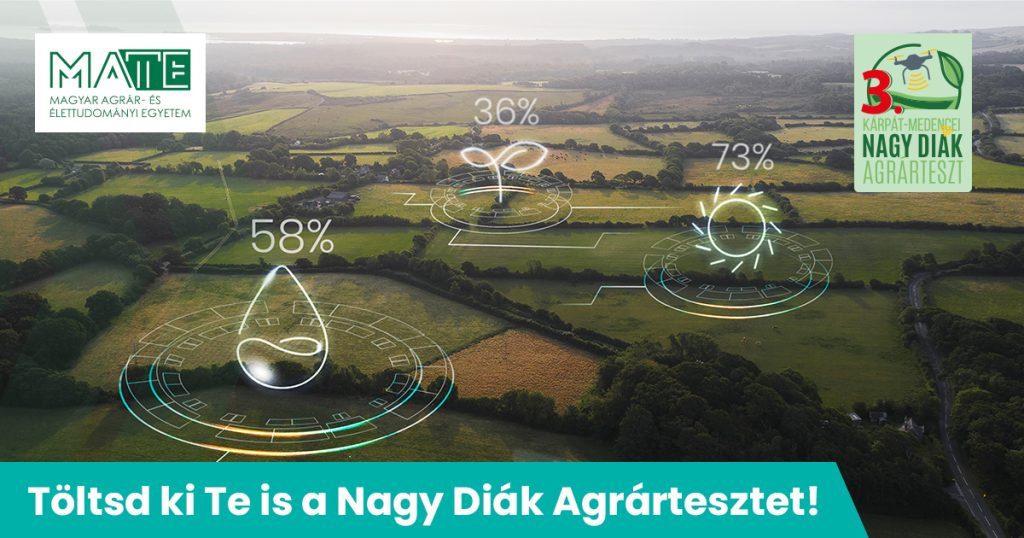 MATE
MAGYAR AGRÁR- ÉS
ÉLETTUDOMÁNYI EGYETEM
3.
KÁRPÁT-MEDENCEI
NAGY DIÁK
AGRÁRTESZT
36%
73%
58%
Töltsd ki Te is a Nagy Diák Agrártesztet!